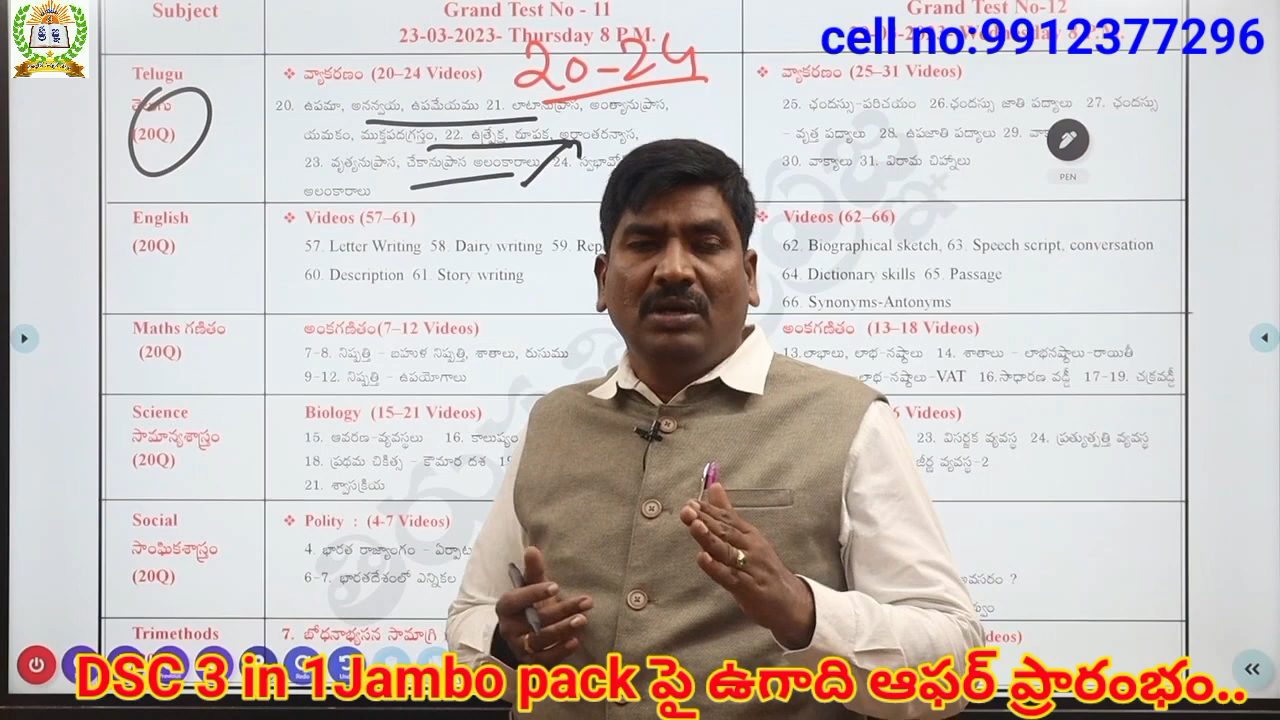 Subject
Grand Test No - 11
23-03-2023- Thursday 8 P.M.
Grand Test No-12
cell no:9912377296
20-24
Telugu
తెలుగు
(20Q)
❖ వ్యాకరణం (20–24 Videos)
20. ఉపమా, అనన్వయ, ఉపమేయము 21. లాటానుప్రాస, అంత్యానుప్రాస,
యమకం, ముక్తపదగ్రస్తం, 22. ఉత్ప్రేక్ష, రూపక, అర్థాంతరన్యాస,
23. వృత్యనుప్రాస, చేకానుప్రాస అలంకారాలు 24.
అలంకారాలు
❖ వ్యాకరణం (25–31 Videos)
25. ఛందస్సు-పరిచయం 26.ఛందస్సు జాతి పద్యాలు 27. ఛందస్సు
- వృత్త పద్యాలు 28. ఉపజాతి పద్యాలు 29.
30. వాక్యాలు 31. విరామ చిహ్నాలు
PEN
English
(20Q)
❖ Videos (57–61)
57. Letter Writing 58. Dairy writing 59.
60. Description 61. Story writing
❖ Videos (62–66)
62. Biographical sketch, 63. Speech script, conversation
64. Dictionary skills 65. Passage
66. Synonyms-Antonyms
Maths గణితం
(20Q)
అంకగణితం(7–12 Videos)
7-8. నిష్పత్తి - బహుళ నిష్పత్తి, శాతాలు, రుసుము
9-12. నిష్పత్తి - ఉపయోగాలు
అంకగణితం (13–18 Videos)
13.లాభాలు, లాభ-నష్టాలు 14. శాతాలు - లాభనష్టాలు-రాయితీ
లాభ-నష్టాలు-VAT 16.సాధారణ వడ్డీ 17-19. చక్రవడ్డీ
Science
సామాన్యశాస్త్రం
(20Q)
Biology (15–21 Videos)
15. ఆవరణ-వ్యవస్థలు 16. కాలుష్యం
18. ప్రథమ చికిత్స - కౌమార దశ
21. శ్వాసక్రియ
Videos)
23. విసర్జక వ్యవస్థ 24. ప్రత్యుత్పత్తి వ్యవస్థ
వ్యవస్థ-2
Social
సాంఘికశాస్త్రం
(20Q)
❖ Polity : (4-7 Videos)
4. భారత రాజ్యాంగం -
6-7. భారతదేశంలో ఎన్నికల
Trimethods
7. బోధనాభ్యసన సామాగ్రి
DSC 3 in 1Jambo pack పై ఉగాది ఆఫర్ ప్రారంభం..